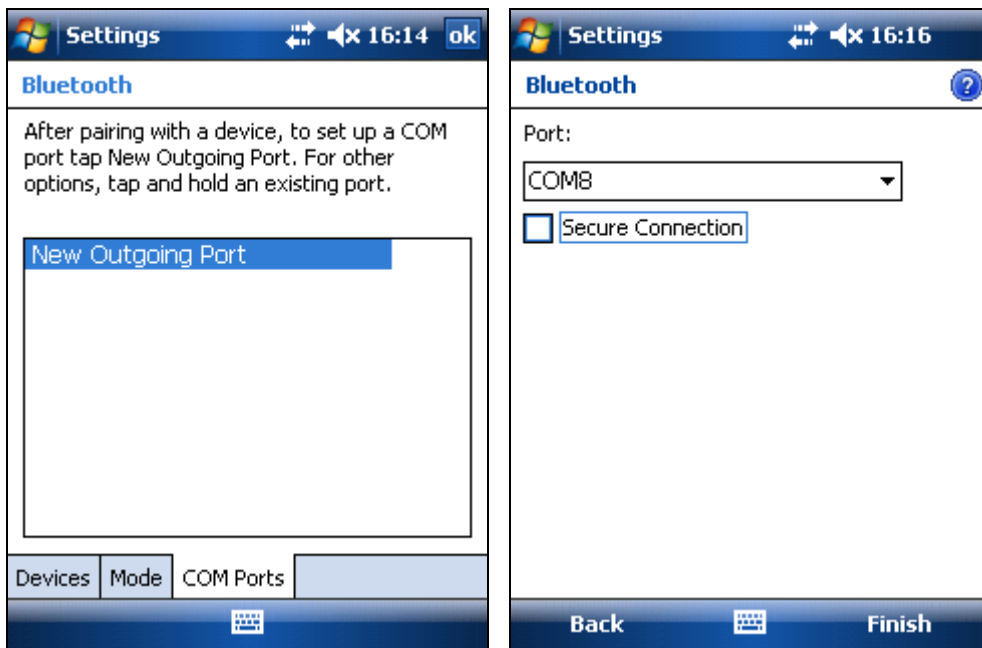 Settings 16:14 ok
Bluetooth
After pairing with a device, to set up a COM
port tap New Outgoing Port. For other
options, tap and hold an existing port.
New Outgoing Port
Devices Mode COM Ports
Settings 16:16
Bluetooth ?
Port:
COM8
Secure Connection
Back Finish